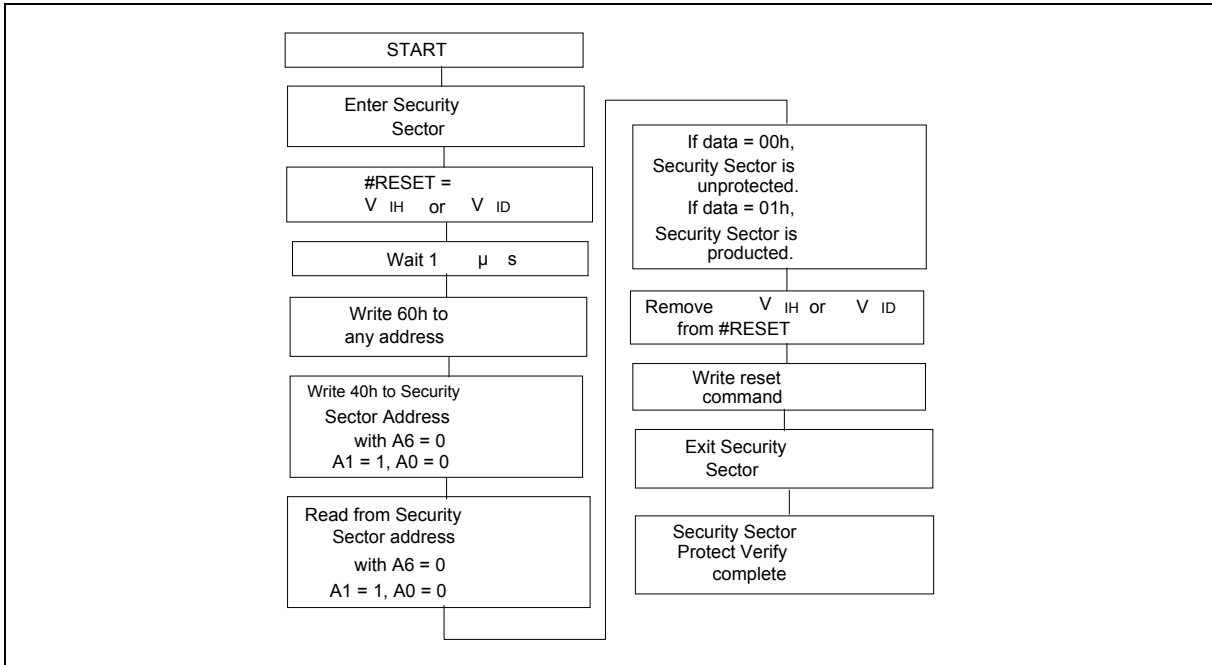 START
Enter Security
Sector
#RESET =
V IH or V ID
Wait 1 µ s
Write 60h to
any address
Write 40h to Security
Sector Address
with A6 = 0
A1 = 1, A0 = 0
Read from Security
Sector address
with A6 = 0
A1 = 1, A0 = 0
If data = 00h,
Security Sector is
unprotected.
If data = 01h,
Security Sector is
producted.
Remove V IH or V ID
from #RESET
Write reset
command
Exit Security
Sector
Security Sector
Protect Verify
complete